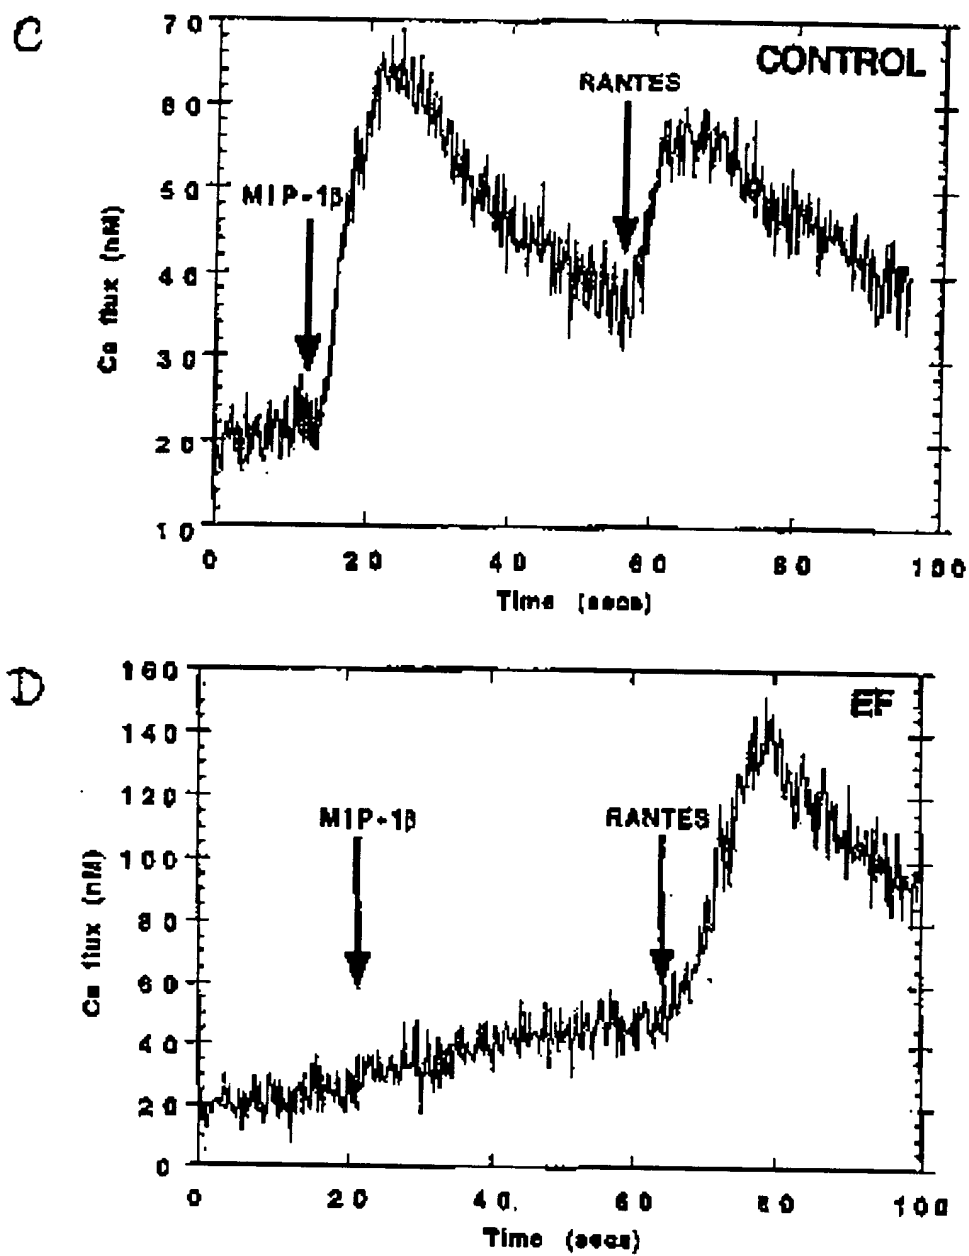 C
CONTROL
RANTES
MIP-1β
70
60
50
40
30
20
10
Ca flux (nM)
0 20 40 60 80 100
Time (secs)
D
EF
MIP-1β RANTES
160
140
120
100
80
60
40
20
0
Ca flux (nM)
0 20 40 60 80 100
Time (secs)